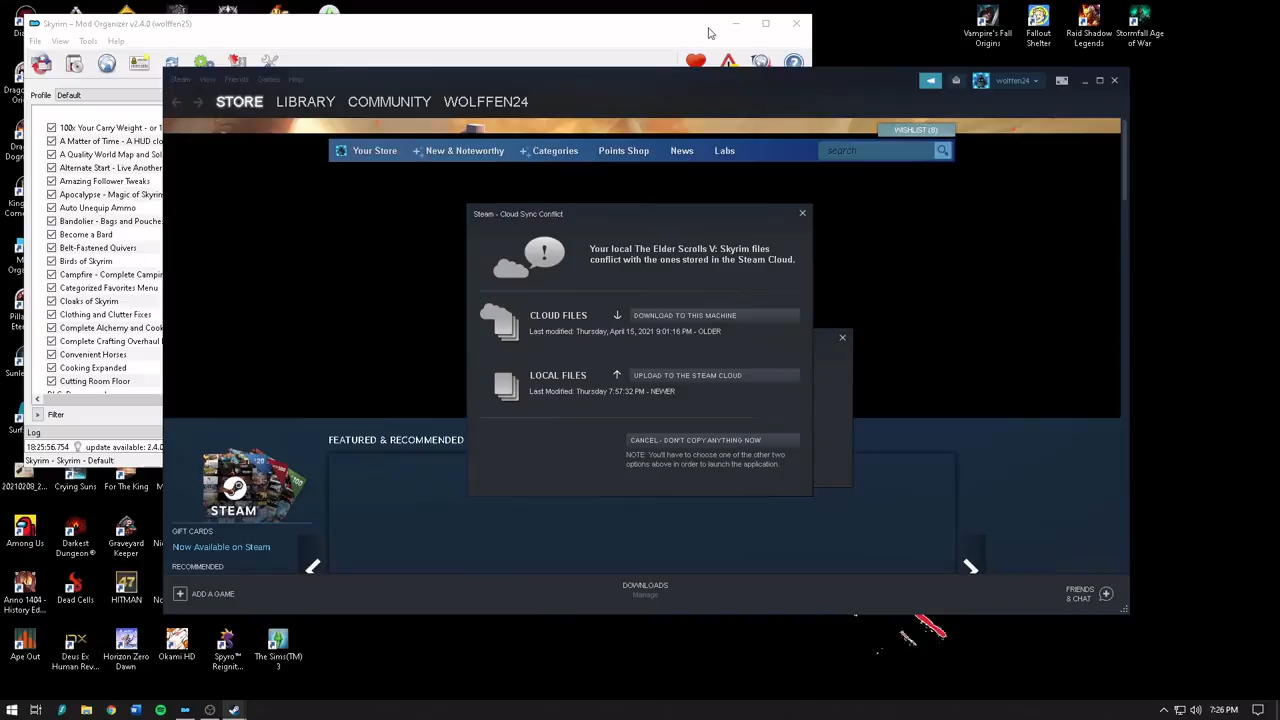 Skyrim – Mod Organizer v2.4.0 (wolffen25)
File View Tools Help
Profile Default
100x Your Carry Weight - or 1
A Matter of Time - A HUD clo
A Quality World Map and Sol
Alternate Start - Live Another
Amazing Follower Tweaks
Apocalypse - Magic of Skyrim
Auto Unequip Ammo
Bandolier - Bags and Pouches
Become a Bard
Belt-Fastened Quivers
Birds of Skyrim
Campfire - Complete Campin
Categorized Favorites Menu
Cloaks of Skyrim
Clothing and Clutter Fixes
Complete Alchemy and Cook
Complete Crafting Overhaul
Convenient Horses
Cooking Expanded
Cutting Room Floor
Filter
Log
18:25:56.754 update available: 2.4.0
Skyrim - Skyrim - Default
Steam View Friends Games Help
wolffen24
STORE LIBRARY COMMUNITY WOLFFEN24
WISHLIST (8)
Your Store New & Noteworthy Categories Points Shop News Labs
search
Steam - Cloud Sync Conflict
Your local The Elder Scrolls V: Skyrim files
conflict with the ones stored in the Steam Cloud.
CLOUD FILES DOWNLOAD TO THIS MACHINE
Last modified: Thursday, April 15, 2021 9:01:16 PM - OLDER
LOCAL FILES UPLOAD TO THE STEAM CLOUD
Last Modified: Thursday 7:57:32 PM - NEWER
CANCEL - DON'T COPY ANYTHING NOW
NOTE: You'll have to choose one of the other two
options above in order to launch the application.
FEATURED & RECOMMENDED
STEAM
GIFT CARDS
Now Available on Steam
RECOMMENDED
ADD A GAME
DOWNLOADS
Manage
FRIENDS
& CHAT
Vampire's Fall
Origins
Fallout
Shelter
Raid Shadow
Legends
Stormfall Age
of War
Crying Suns
For The King
Among Us
Darkest
Dungeon ®
Graveyard
Keeper
Anno 1404 -
History Ed...
Dead Cells
HITMAN
Ape Out
Deus Ex
Human Rev...
Horizon Zero
Dawn
Okami HD
Spyro™
Reignit...
The Sims(TM)
3
7:26 PM